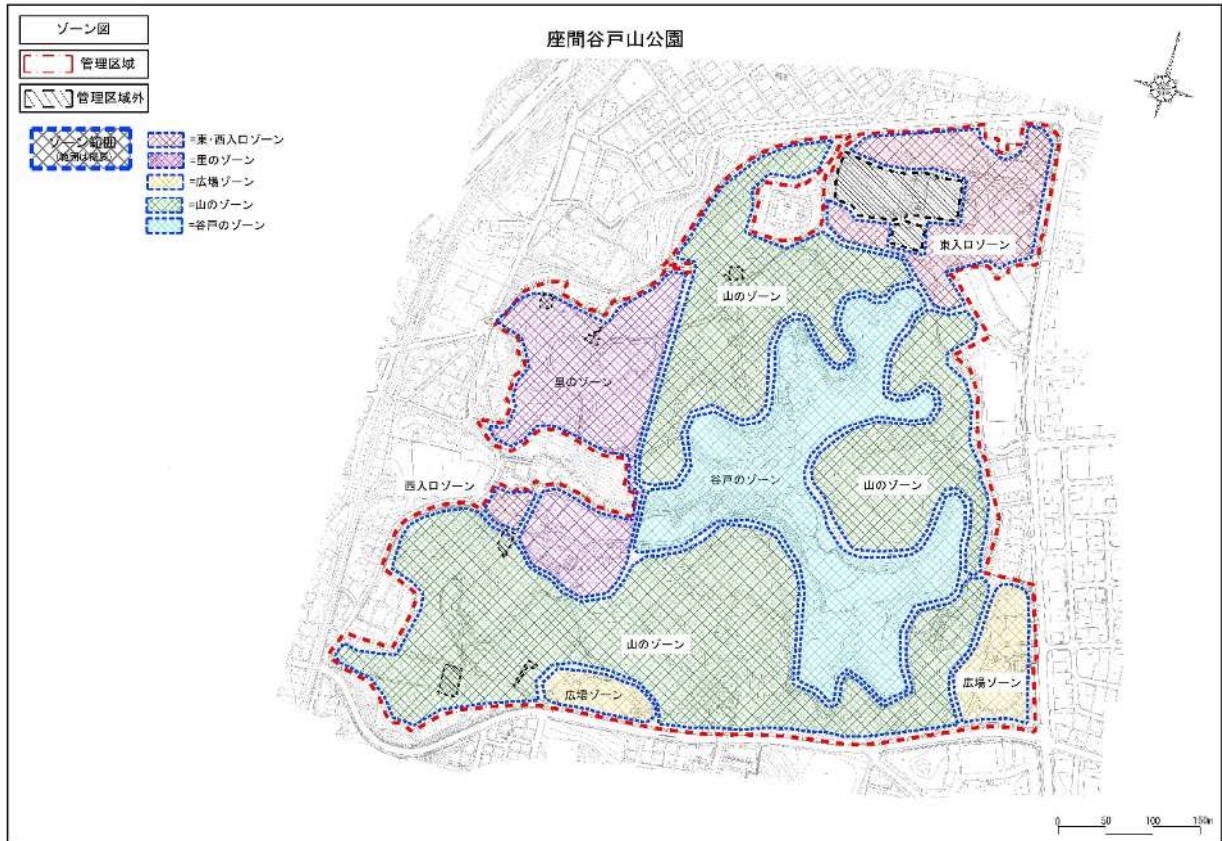 ゾーン図
管理区域
管理区域外
ゾーン範囲
=東・西入口ゾーン
=里のゾーン
=広場ゾーン
=山のゾーン
=谷戸のゾーン
座間谷戸山公園
東入口ゾーン
山のゾーン
里のゾーン
西入口ゾーン
谷戸のゾーン
山のゾーン
山のゾーン
広場ゾーン
広場ゾーン
0 50 100 150m